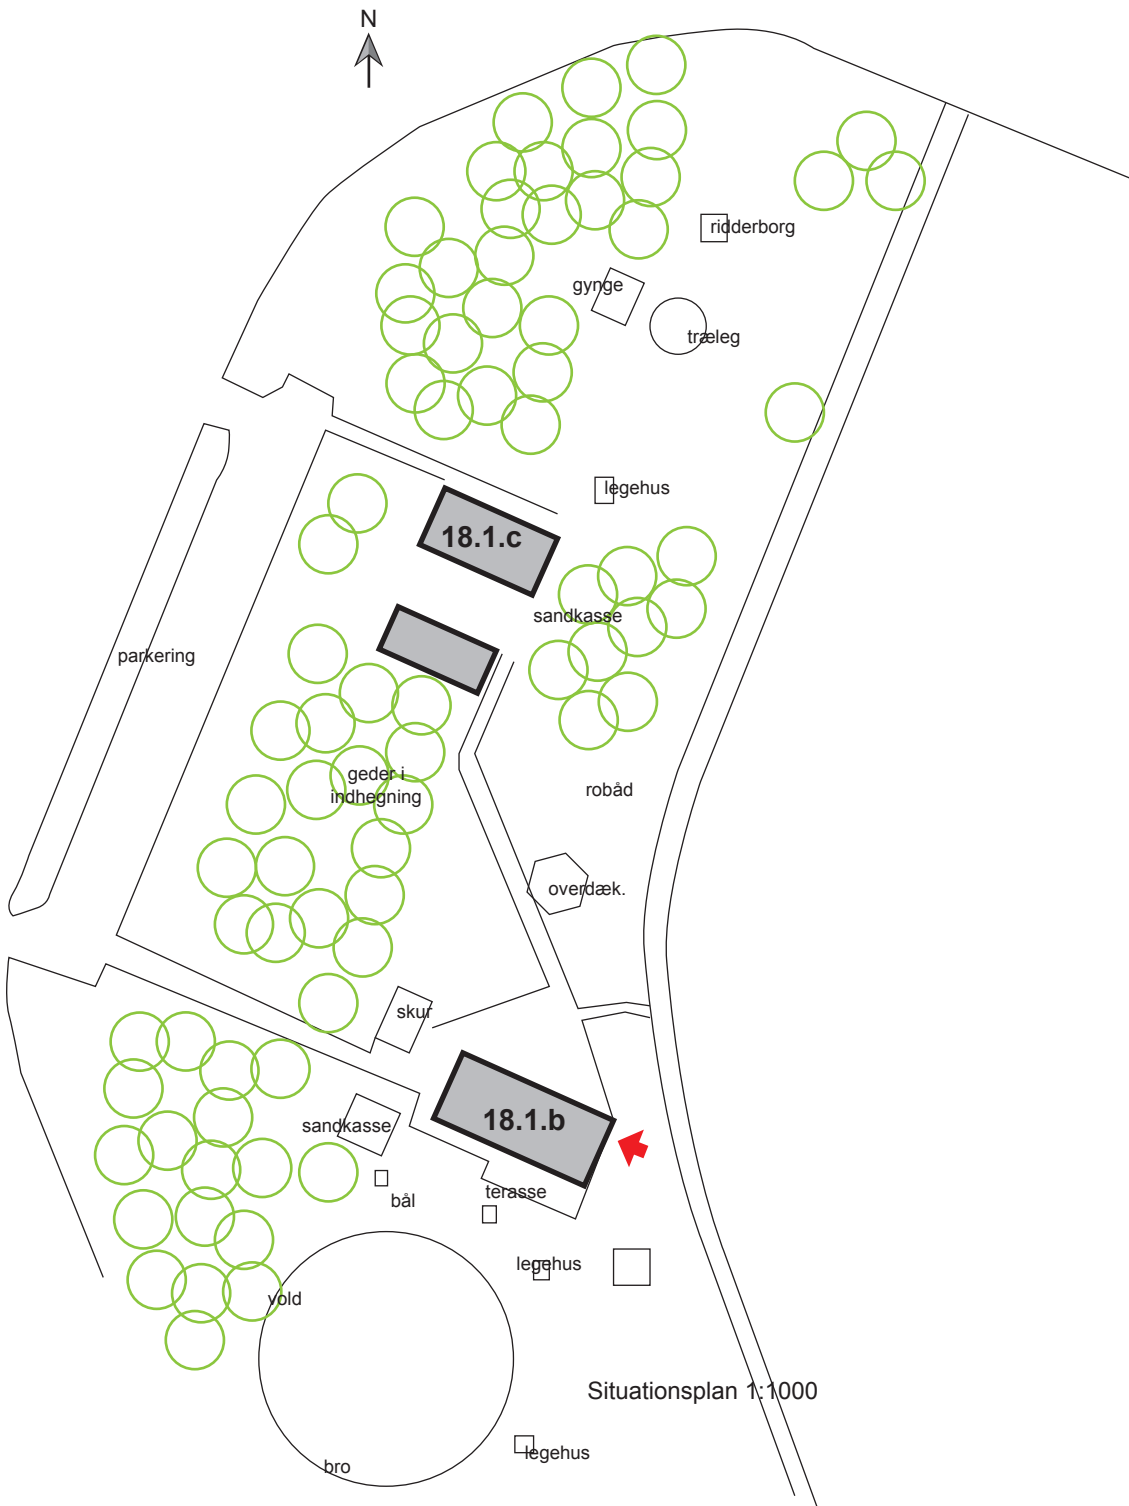 N
ridderborg
gynge
træleg
legehus
18.1.c
sandkasse
parkering
geder i
indhegning
robåd
overdæk.
skur
18.1.b
sandkasse
terasse
bål
legehus
vold
Situationsplan 1:1000
legehus
bro